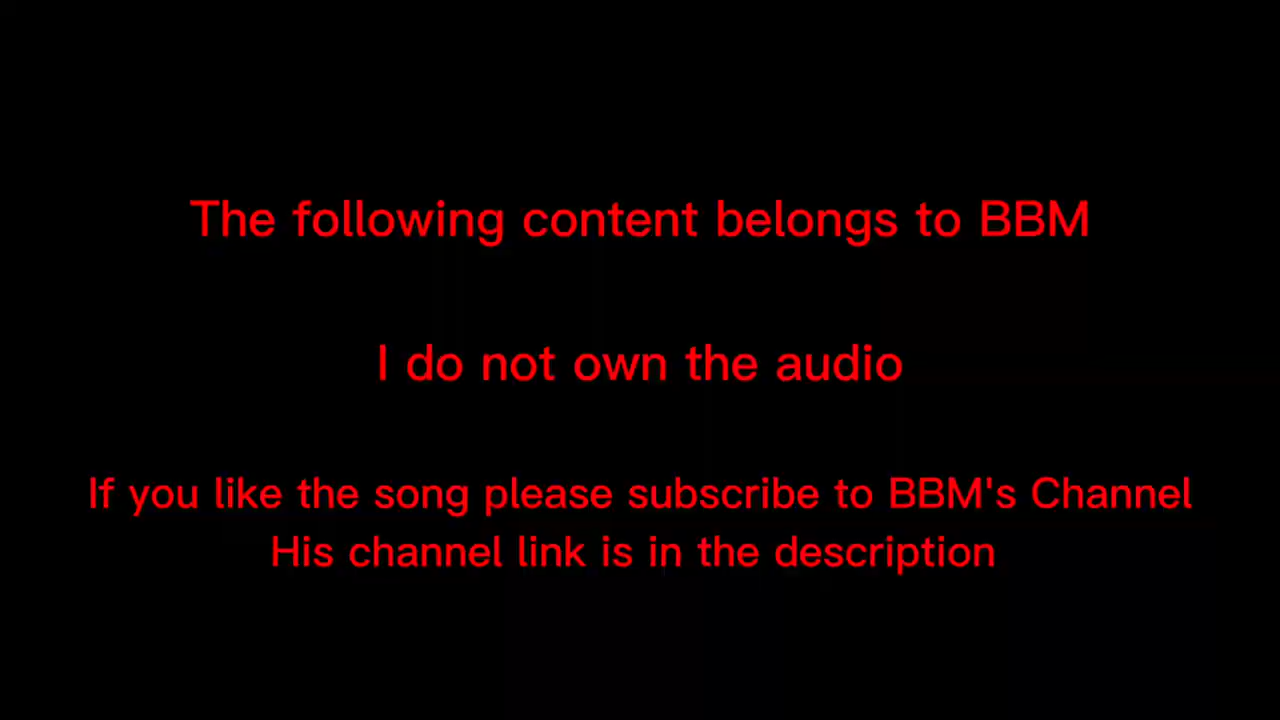 The following content belongs to BBM
I do not own the audio
If you like the song please subscribe to BBM's Channel
His channel link is in the description